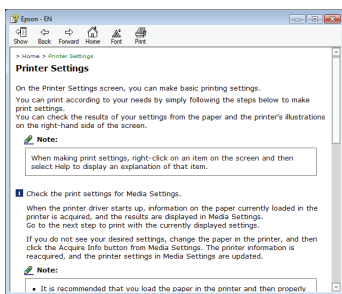 Epson - EN
Show Back Forward Home Font Print
> Home > Printer Settings
Printer Settings
On the Printer Settings screen, you can make basic printing settings.
You can print according to your needs by simply following the steps below to make
print settings.
You can check the results of your settings from the paper and the printer's illustrations
on the right-hand side of the screen.
Note:
When making print settings, right-click on an item on the screen and then
select Help to display an explanation of that item.
1 Check the print settings for Media Settings.
When the printer driver starts up, information on the paper currently loaded in the
printer is acquired, and the results are displayed in Media Settings.
Go to the next step to print with the currently displayed settings.
If you do not see your desired settings, change the paper in the printer, and then
click the Acquire Info button from Media Settings. The printer information is
reacquired, and the printer settings in Media Settings are updated.
Note:
• It is recommended that you load the paper in the printer and then properly